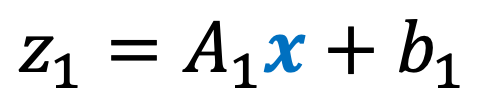 z₁ = A₁x + b₁